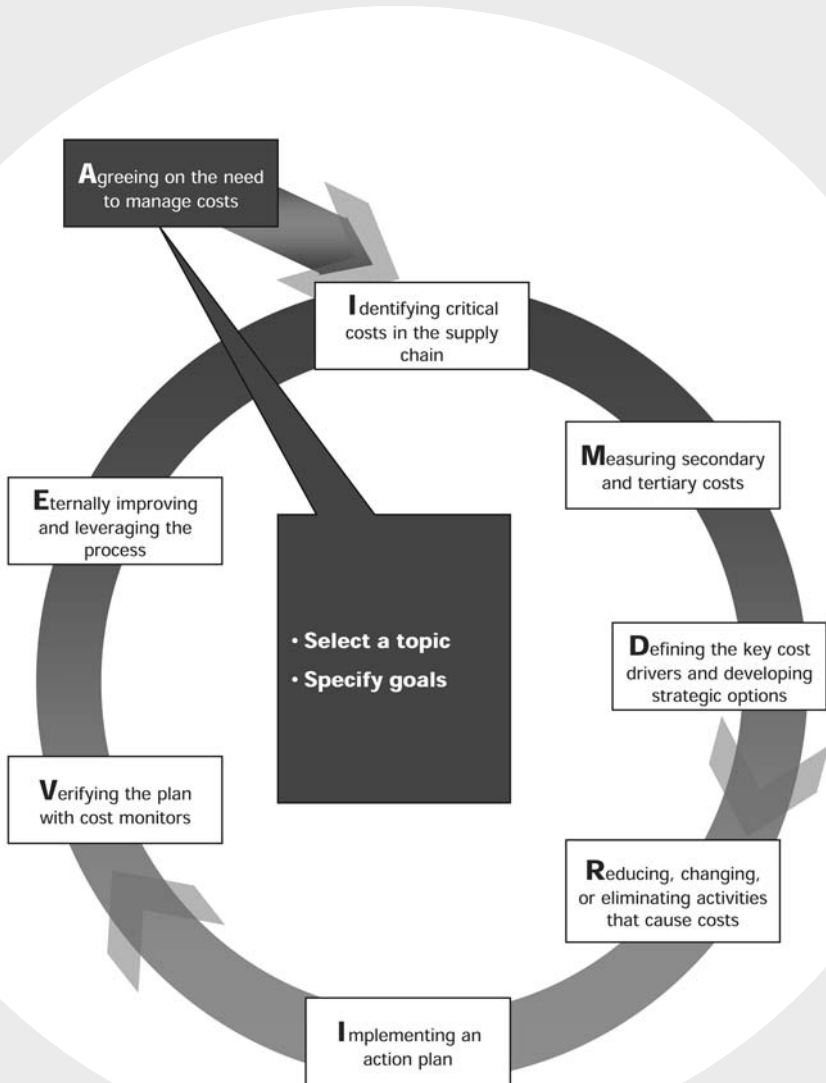 Agreeing on the need
to manage costs
Identifying critical
costs in the supply
chain
Measuring secondary
and tertiary costs
Defining the key cost
drivers and developing
strategic options
Reducing, changing,
or eliminating activities
that cause costs
Implementing an
action plan
Verifying the plan
with cost monitors
Eternally improving
and leveraging the
process
• Select a topic
• Specify goals